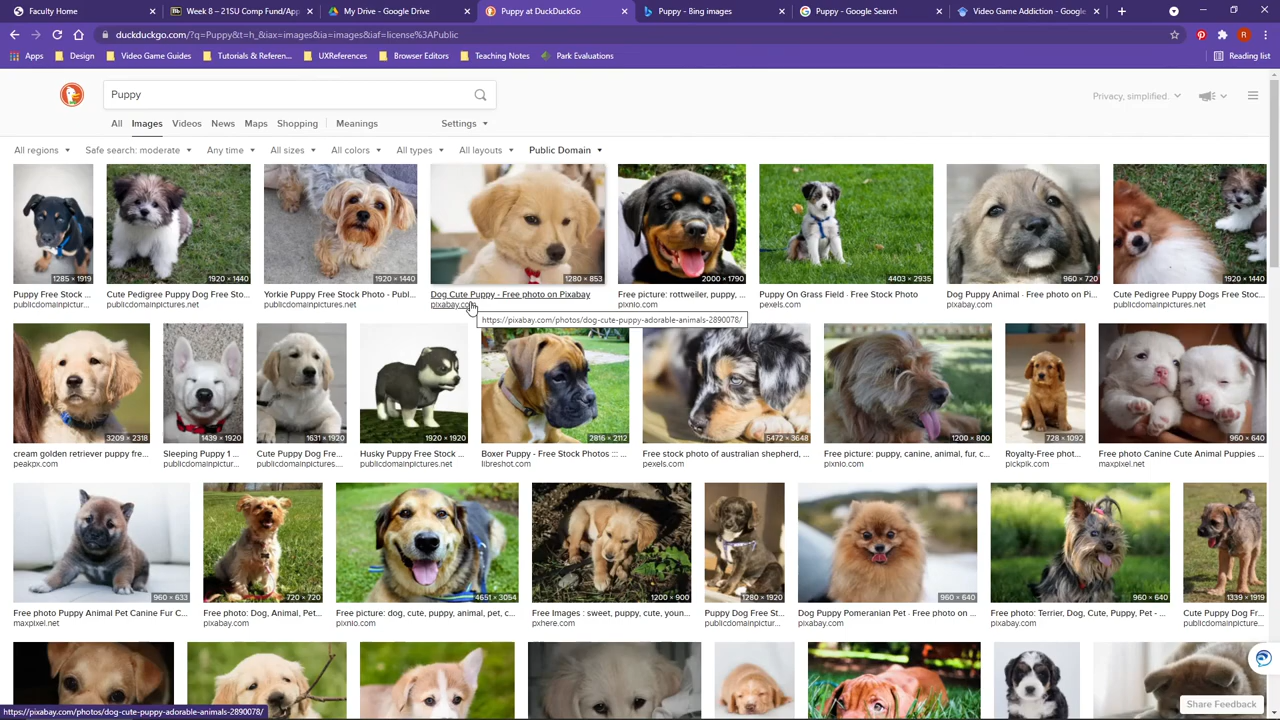 Faculty Home
Week 8 – 21SU Comp Fund/App
My Drive - Google Drive
Puppy at DuckDuckGo
Puppy - Bing images
Puppy - Google Search
Video Game Addiction - Google
duckduckgo.com/?q=Puppy&t=h_&iax=images&ia=images&iaf=license%3APublic
R
Apps
Design
Video Game Guides
Tutorials & Referen...
UXReferences
Browser Editors
Teaching Notes
Park Evaluations
Reading list
Puppy
Privacy, simplified.
All
Images
Videos
News
Maps
Shopping
Meanings
Settings
All regions
Safe search: moderate
Any time
All sizes
All colors
All types
All layouts
Public Domain
1285 × 1919
1920 × 1440
1920 × 1440
1280 × 853
2000 × 1790
4403 × 2935
960 × 720
1920 × 1440
Puppy Free Stock ...
Cute Pedigree Puppy Dog Free Sto...
Yorkie Puppy Free Stock Photo - Publ...
Dog Cute Puppy - Free photo on Pixabay
Free picture: rottweiler, puppy, ...
Puppy On Grass Field · Free Stock Photo
Dog Puppy Animal · Free photo on Pi...
Cute Pedigree Puppy Dogs Free Stoc...
publicdomainpictur...
publicdomainpictures.net
publicdomainpictures.net
pixabay.com
pixnio.com
pexels.com
pixabay.com
publicdomainpictures.net
https://pixabay.com/photos/dog-cute-puppy-adorable-animals-2890078/
3209 × 2318
1439 × 1920
1631 × 1920
1920 × 1920
2816 × 2112
5472 × 3648
1200 × 800
728 × 1092
960 × 640
cream golden retriever puppy fre...
Sleeping Puppy 1 ...
Cute Puppy Dog Fre...
Husky Puppy Free Stock ...
Boxer Puppy - Free Stock Photos ::: ...
Free stock photo of australian shepherd, ...
Free picture: puppy, canine, animal, fur, c...
Royalty-Free phot...
Free photo Canine Cute Animal Puppies ...
peakpx.com
publicdomainpictur...
publicdomainpictures....
publicdomainpictures.net
libreshot.com
pexels.com
pixnio.com
pickpik.com
maxpixel.net
960 × 633
720 × 720
4651 × 3054
1200 × 900
1280 × 1920
960 × 640
960 × 640
1339 × 1919
Free photo Puppy Animal Pet Canine Fur C...
Free photo: Dog, Animal, Pet...
Free picture: dog, cute, puppy, animal, pet, c...
Free Images : sweet, puppy, cute, youn...
Puppy Dog Free St...
Dog Puppy Pomeranian Pet · Free photo on ...
Free photo: Terrier, Dog, Cute, Puppy, Pet - ...
Cute Puppy Dog Fr...
maxpixel.net
pixabay.com
pixnio.com
pxhere.com
publicdomainpictur...
pixabay.com
pixabay.com
publicdomainpictur...
Share Feedback
https://pixabay.com/photos/dog-cute-puppy-adorable-animals-2890078/